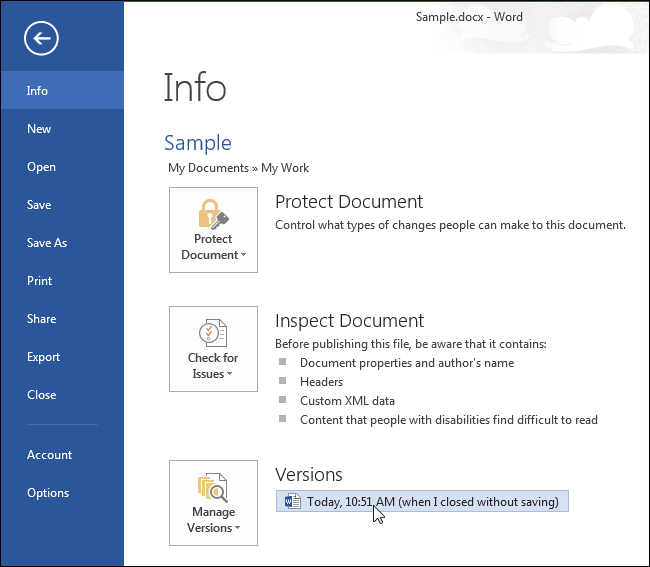 Sample.docx - Word
Info
New
Open
Save
Save As
Print
Share
Export
Close
Account
Options
Info
Sample
My Documents » My Work
Protect
Document
Protect Document
Control what types of changes people can make to this document.
Check for
Issues
Inspect Document
Before publishing this file, be aware that it contains:
Document properties and author's name
Headers
Custom XML data
Content that people with disabilities find difficult to read
Manage
Versions
Versions
Today, 10:51 AM (when I closed without saving)